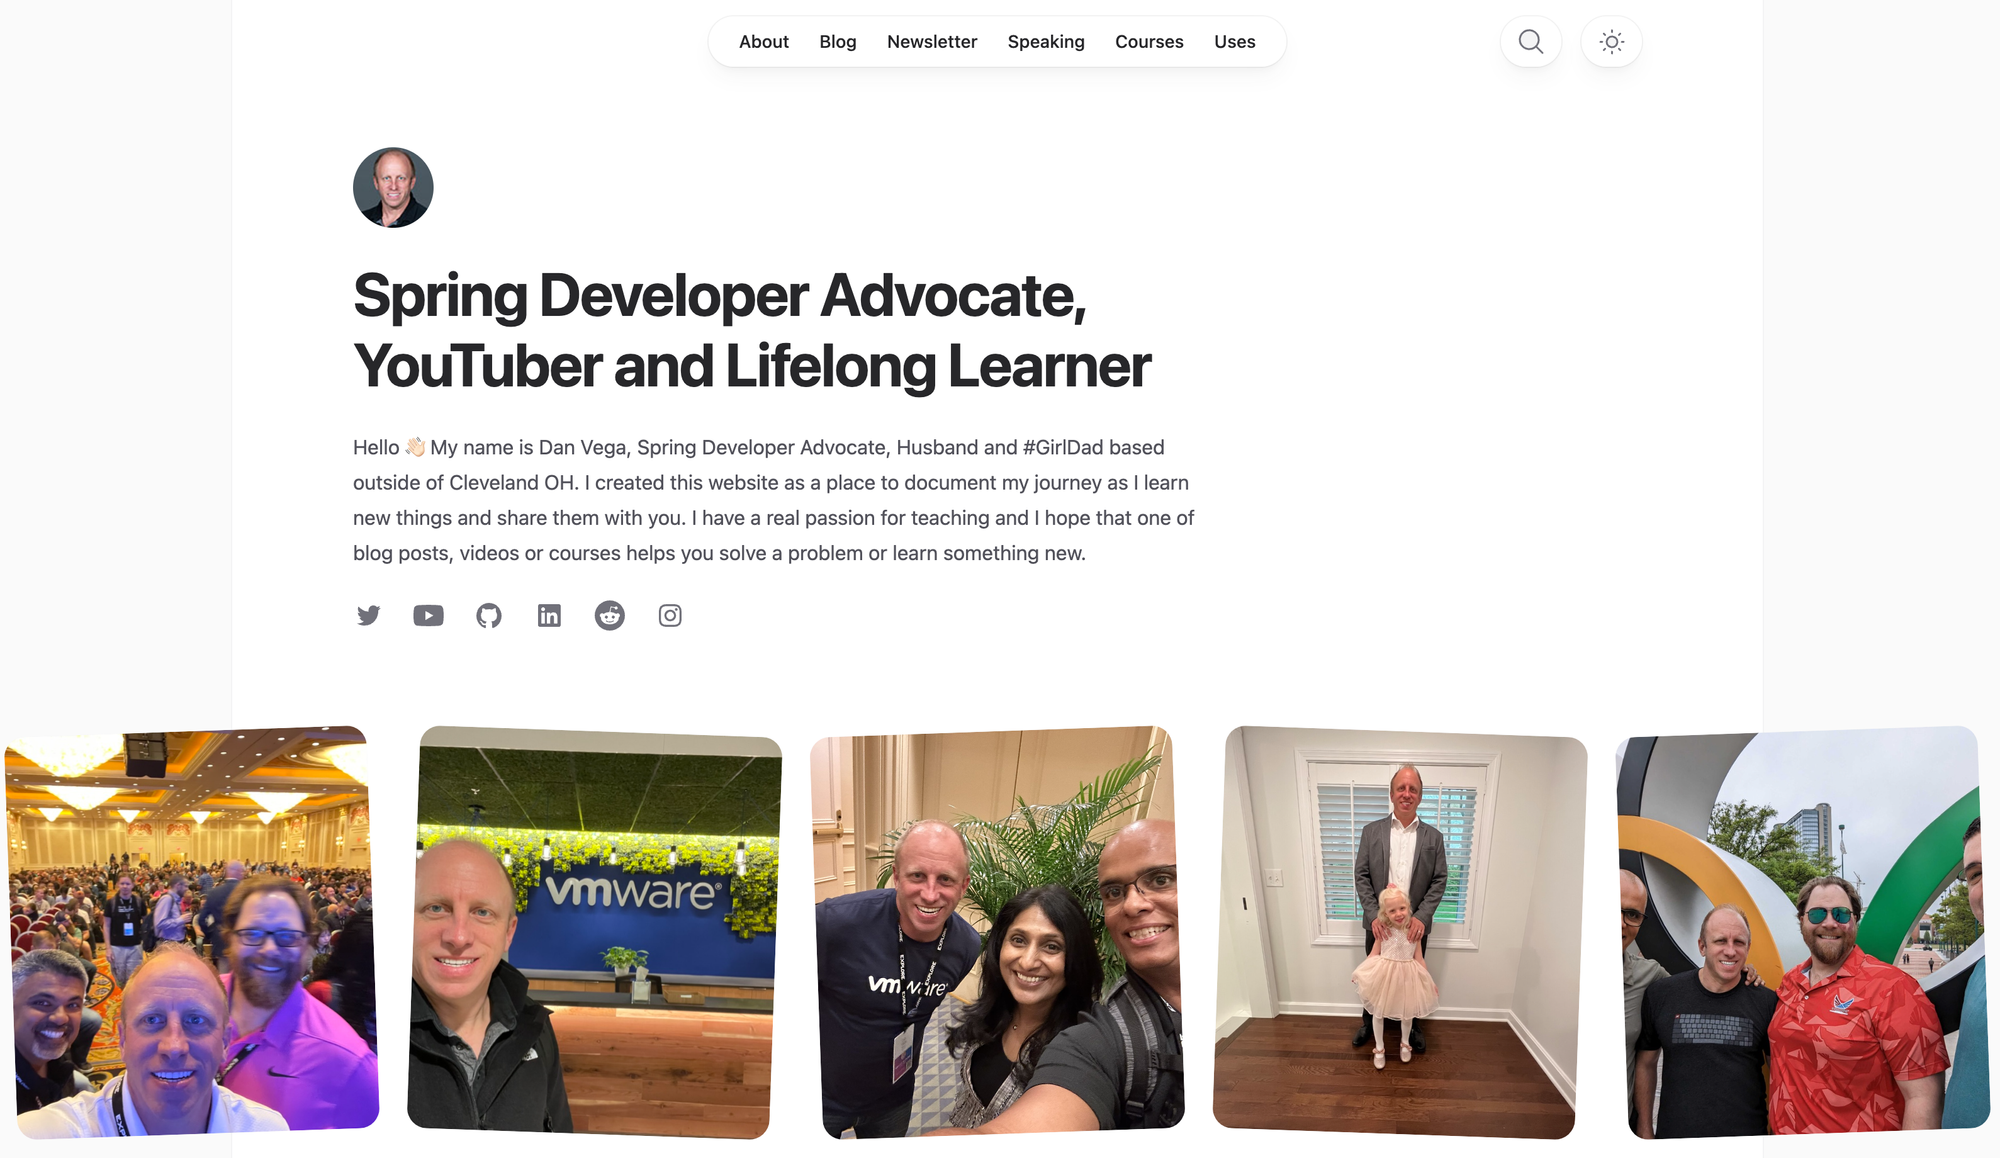 About Blog Newsletter Speaking Courses Uses
Spring Developer Advocate,
YouTuber and Lifelong Learner
Hello 👋🏻 My name is Dan Vega, Spring Developer Advocate, Husband and #GirlDad based
outside of Cleveland OH. I created this website as a place to document my journey as I learn
new things and share them with you. I have a real passion for teaching and I hope that one of
blog posts, videos or courses helps you solve a problem or learn something new.
in
vmware®
vmware
EXPLORE
EXPLORE